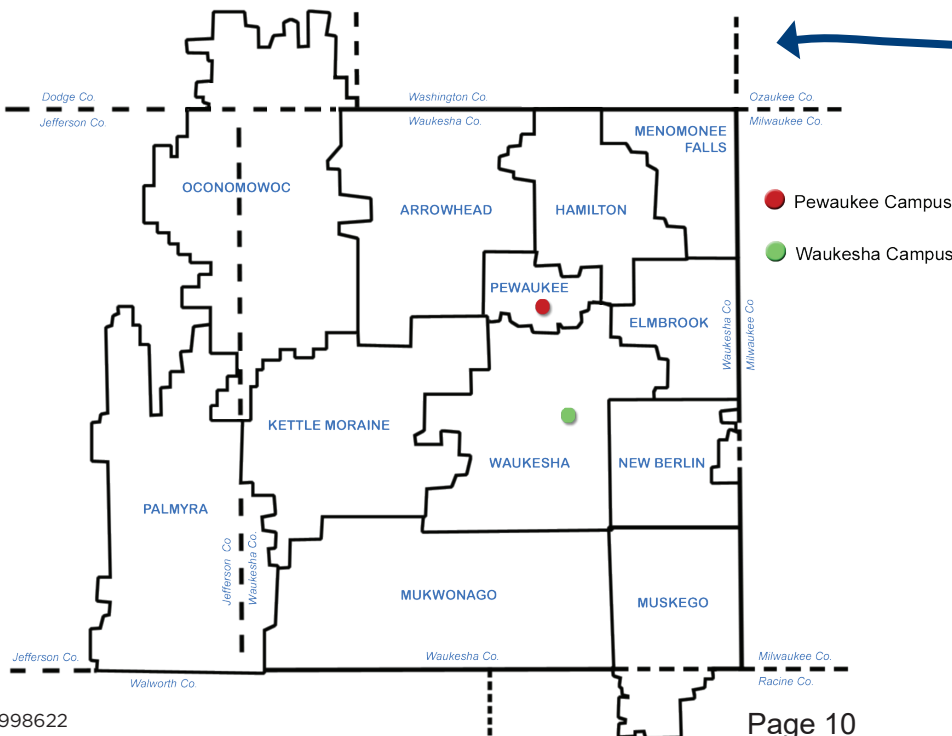 Dodge Co.
Washington Co.
Ozaukee Co.
Jefferson Co.
Waukesha Co.
Milwaukee Co.
MENOMONEE
FALLS
OCONOMOWOC
ARROWHEAD
HAMILTON
Pewaukee Campus
Waukesha Campus
PEWAUKEE
ELMBROOK
Waukesha Co
Milwaukee Co
KETTLE MORAINE
WAUKESHA
NEW BERLIN
PALMYRA
Jefferson Co
Waukesha Co.
MUKWONAGO
MUSKEGO
Jefferson Co.
Waukesha Co.
Milwaukee Co.
Walworth Co.
Racine Co.
998622
Page 10